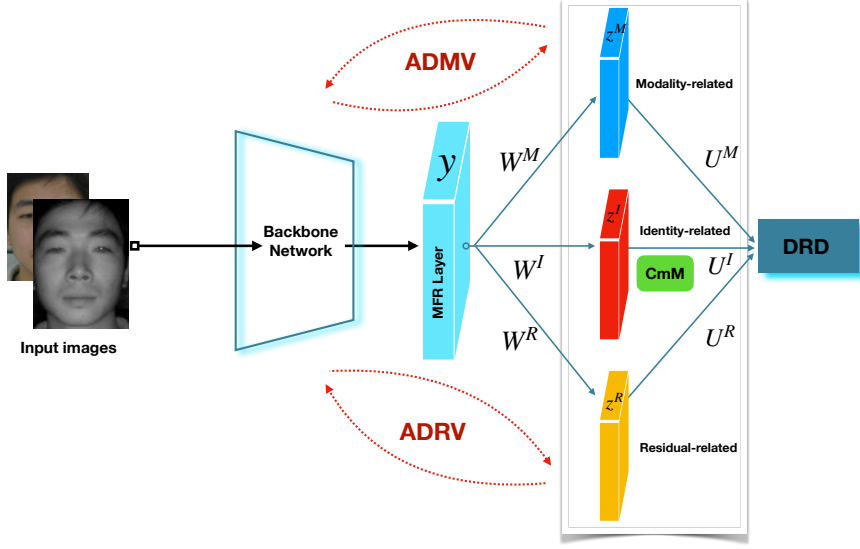 ADMV
z^M
Modality-related
y
W^M
U^M
Backbone
Network
MFR Layer
z^I
Identity-related
W^I
CmM
U^I
DRD
Input images
W^R
U^R
z^R
ADRV
Residual-related